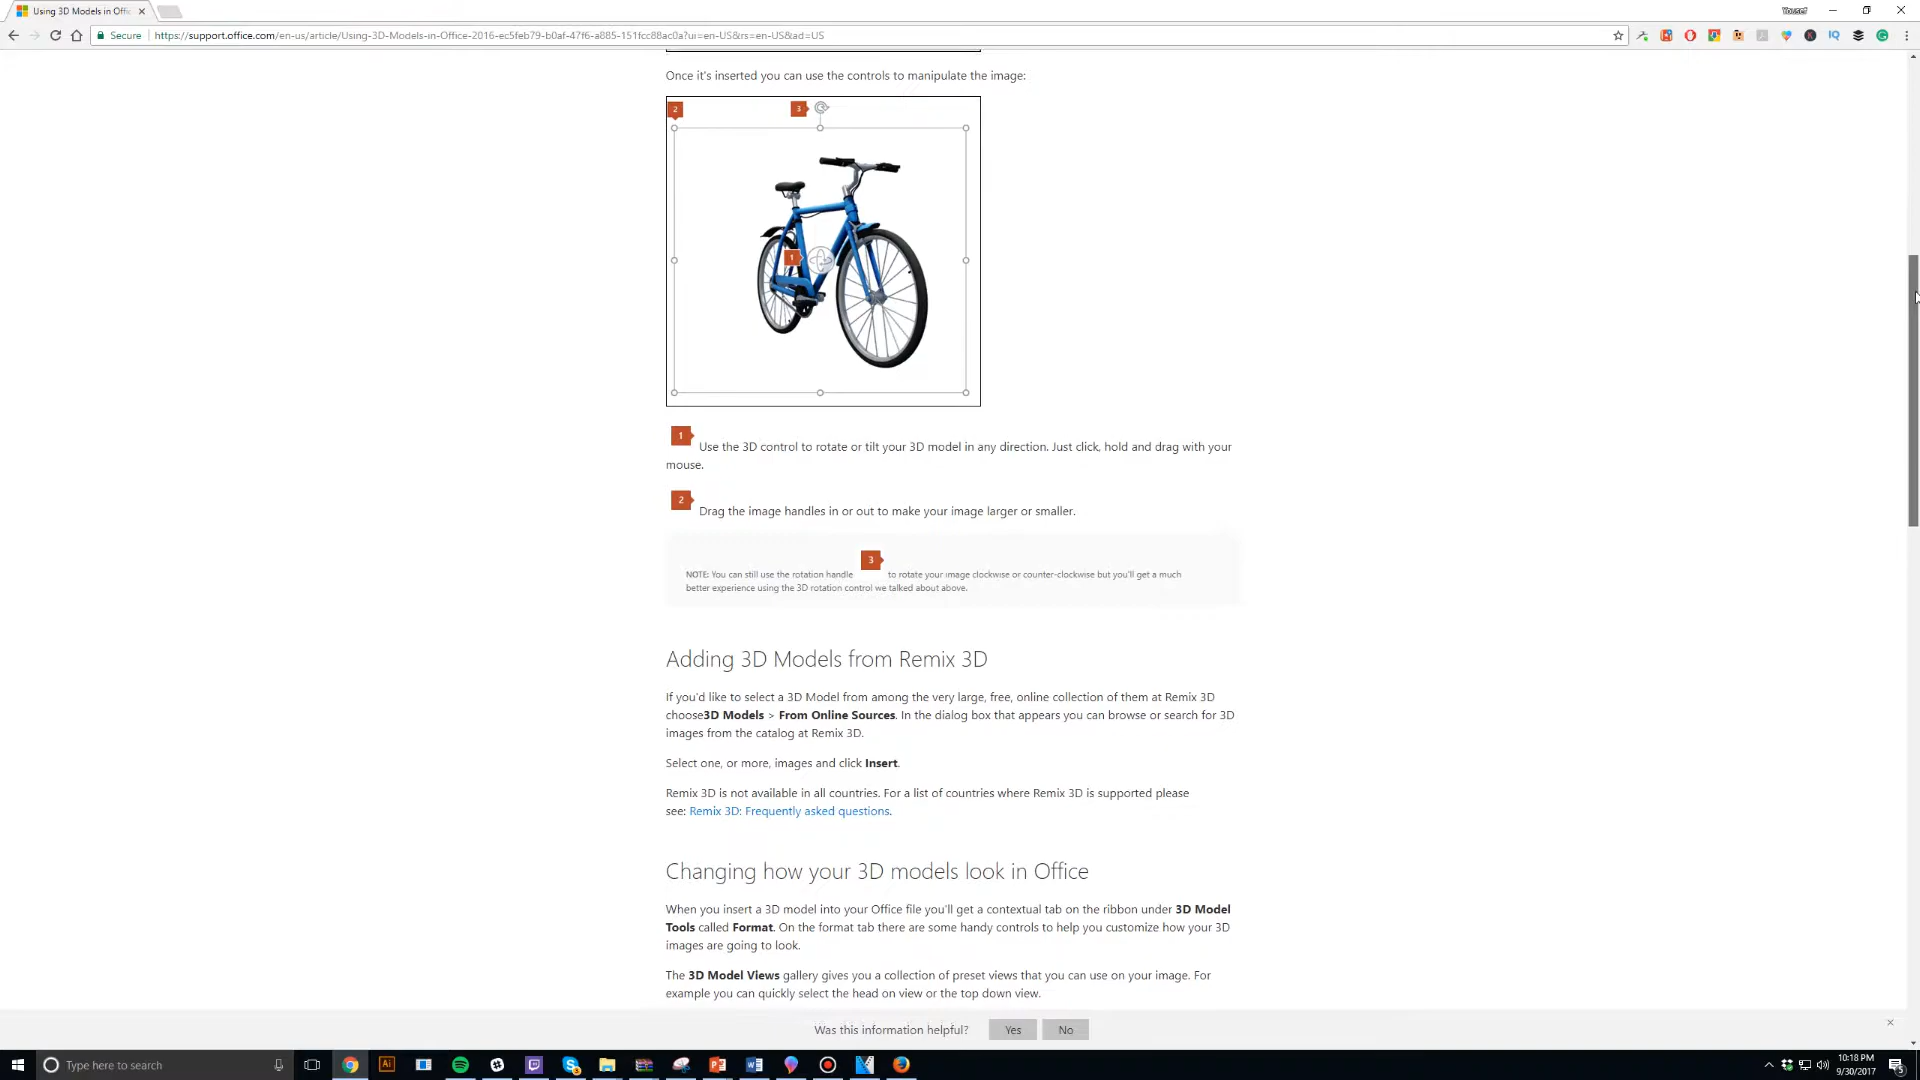 Using 3D Models in Offic
Yousef
Secure
https://support.office.com/en-us/article/Using-3D-Models-in-Office-2016-ec5feb79-b0af-47f6-a885-151fcc88ac0a?ui=en-US&rs=en-US&ad=US
Once it's inserted you can use the controls to manipulate the image:
2
3
1
1
Use the 3D control to rotate or tilt your 3D model in any direction. Just click, hold and drag with your
mouse.
2
Drag the image handles in or out to make your image larger or smaller.
3
NOTE: You can still use the rotation handle to rotate your image clockwise or counter-clockwise but you'll get a much
better experience using the 3D rotation control we talked about above.
Adding 3D Models from Remix 3D
If you'd like to select a 3D Model from among the very large, free, online collection of them at Remix 3D
choose3D Models > From Online Sources. In the dialog box that appears you can browse or search for 3D
images from the catalog at Remix 3D.
Select one, or more, images and click Insert.
Remix 3D is not available in all countries. For a list of countries where Remix 3D is supported please
see: Remix 3D: Frequently asked questions.
Changing how your 3D models look in Office
When you insert a 3D model into your Office file you'll get a contextual tab on the ribbon under 3D Model
Tools called Format. On the format tab there are some handy controls to help you customize how your 3D
images are going to look.
The 3D Model Views gallery gives you a collection of preset views that you can use on your image. For
example you can quickly select the head on view or the top down view.
Was this information helpful?
Yes
No
Type here to search
10:18 PM
9/30/2017